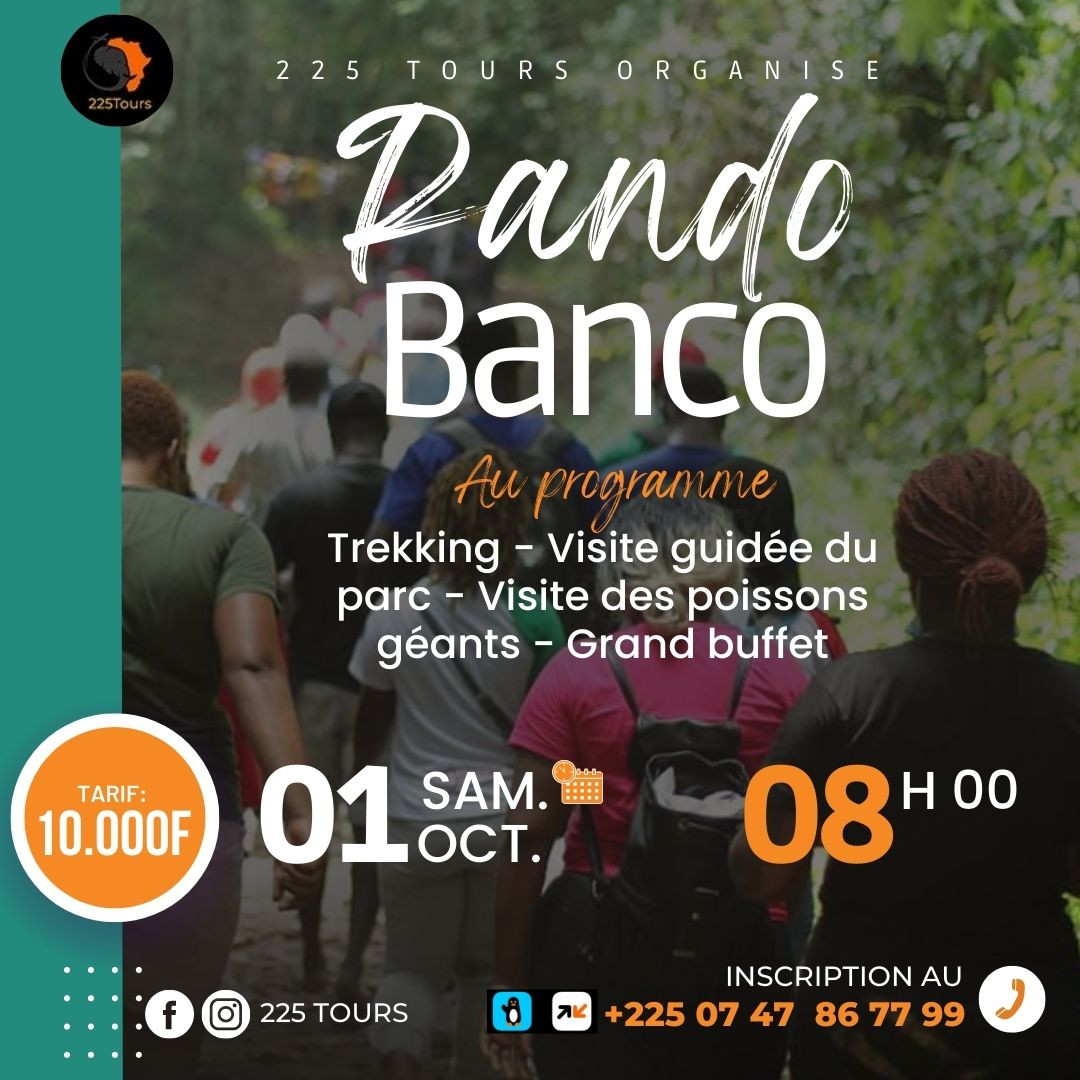 225Tours
225 TOURS ORGANISE
Rando
Banco
Au programme
Trekking - Visite guidée du
parc - Visite des poissons
géants - Grand buffet
TARIF:
10.000F
01 SAM.
OCT.
08 H 00
225 TOURS
INSCRIPTION AU
+225 07 47 86 77 99